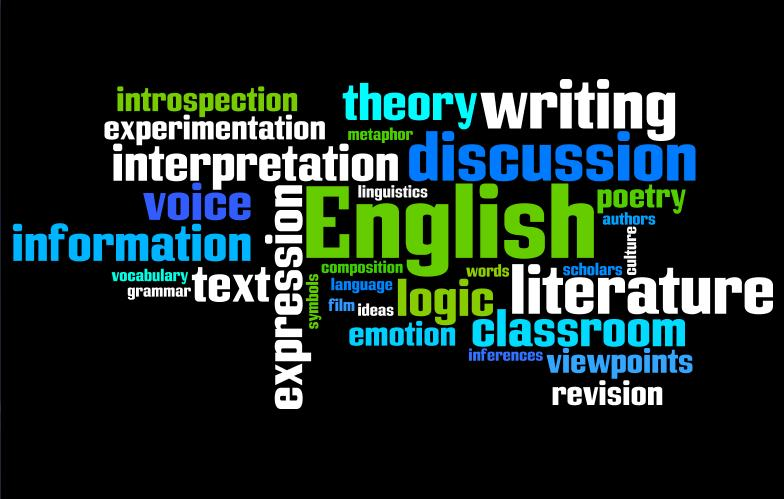 introspection
theory writing
experimentation
metaphor
interpretation discussion
voice
linguistics
English
poetry
authors
information
expression
culture
composition
words
scholars
vocabulary
grammar
text
symbols
language
film
ideas
logic
literature
emotion
classroom
inferences
viewpoints
revision